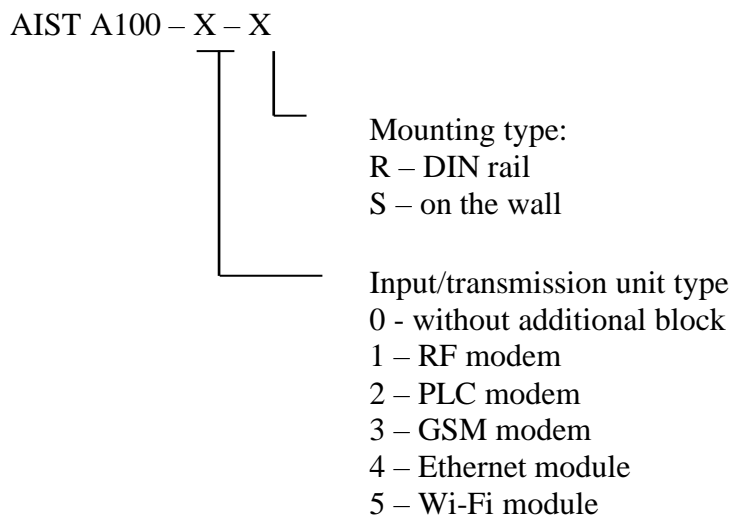 AIST A100 – X – X
Mounting type:
R – DIN rail
S – on the wall
Input/transmission unit type
0 - without additional block
1 – RF modem
2 – PLC modem
3 – GSM modem
4 – Ethernet module
5 – Wi-Fi module